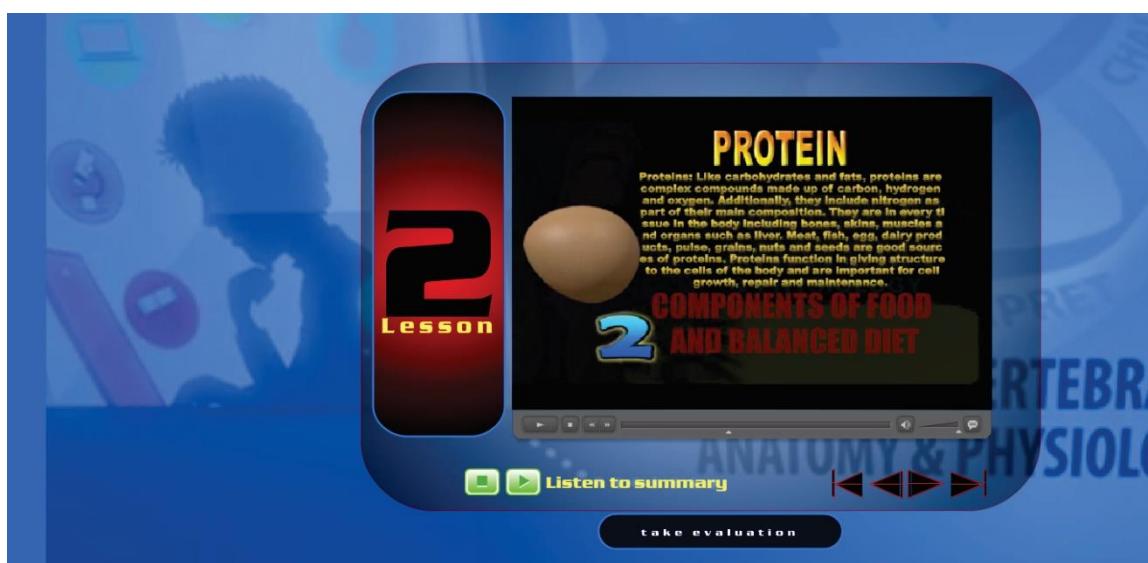 2
Lesson
PROTEIN
Proteins: Like carbohydrates and fats, proteins are
complex compounds made up of carbon, hydrogen
and oxygen. Additionally, they include nitrogen as
part of their main composition. They are in every ti
ssue in the body including bones, skins, muscles a
nd organs such as liver. Meat, fish, egg, dairy prod
ucts, pulse, grains, nuts and seeds are good sourc
es of proteins. Proteins function in giving structure
to the cells of the body and are important for cell
growth, repair and maintenance.
COMPONENTS OF FOOD
2 AND BALANCED DIET
Listen to summary
take evaluation
CHA
PRET
ERTEBRA
ANATOMY & PHYSIOLO